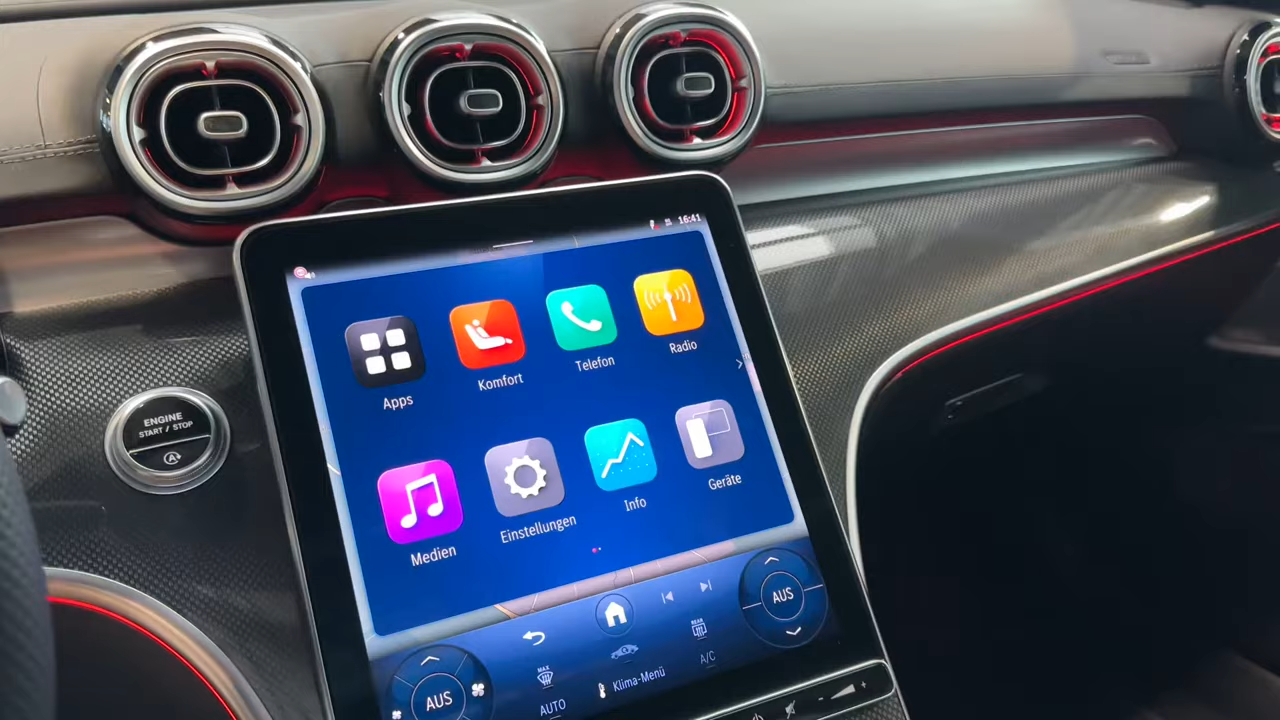 16:41
Apps
Komfort
Telefon
Radio
Medien
Einstellungen
Info
Geräte
ENGINE
START / STOP
A
AUS
REAR
MAX
A/C
Klima-Menü
AUTO
AUS